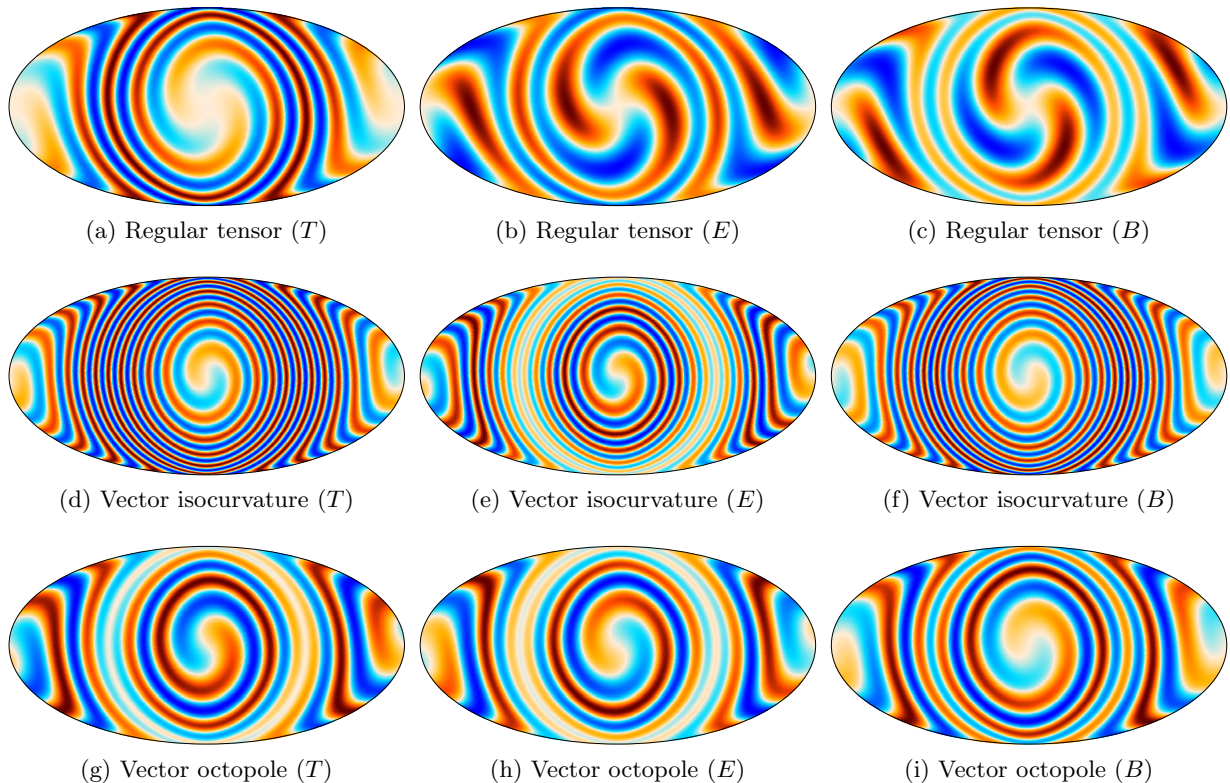 (a) Regular tensor (T)
(b) Regular tensor (E)
(c) Regular tensor (B)
(d) Vector isocurvature (T)
(e) Vector isocurvature (E)
(f) Vector isocurvature (B)
(g) Vector octopole (T)
(h) Vector octopole (E)
(i) Vector octopole (B)